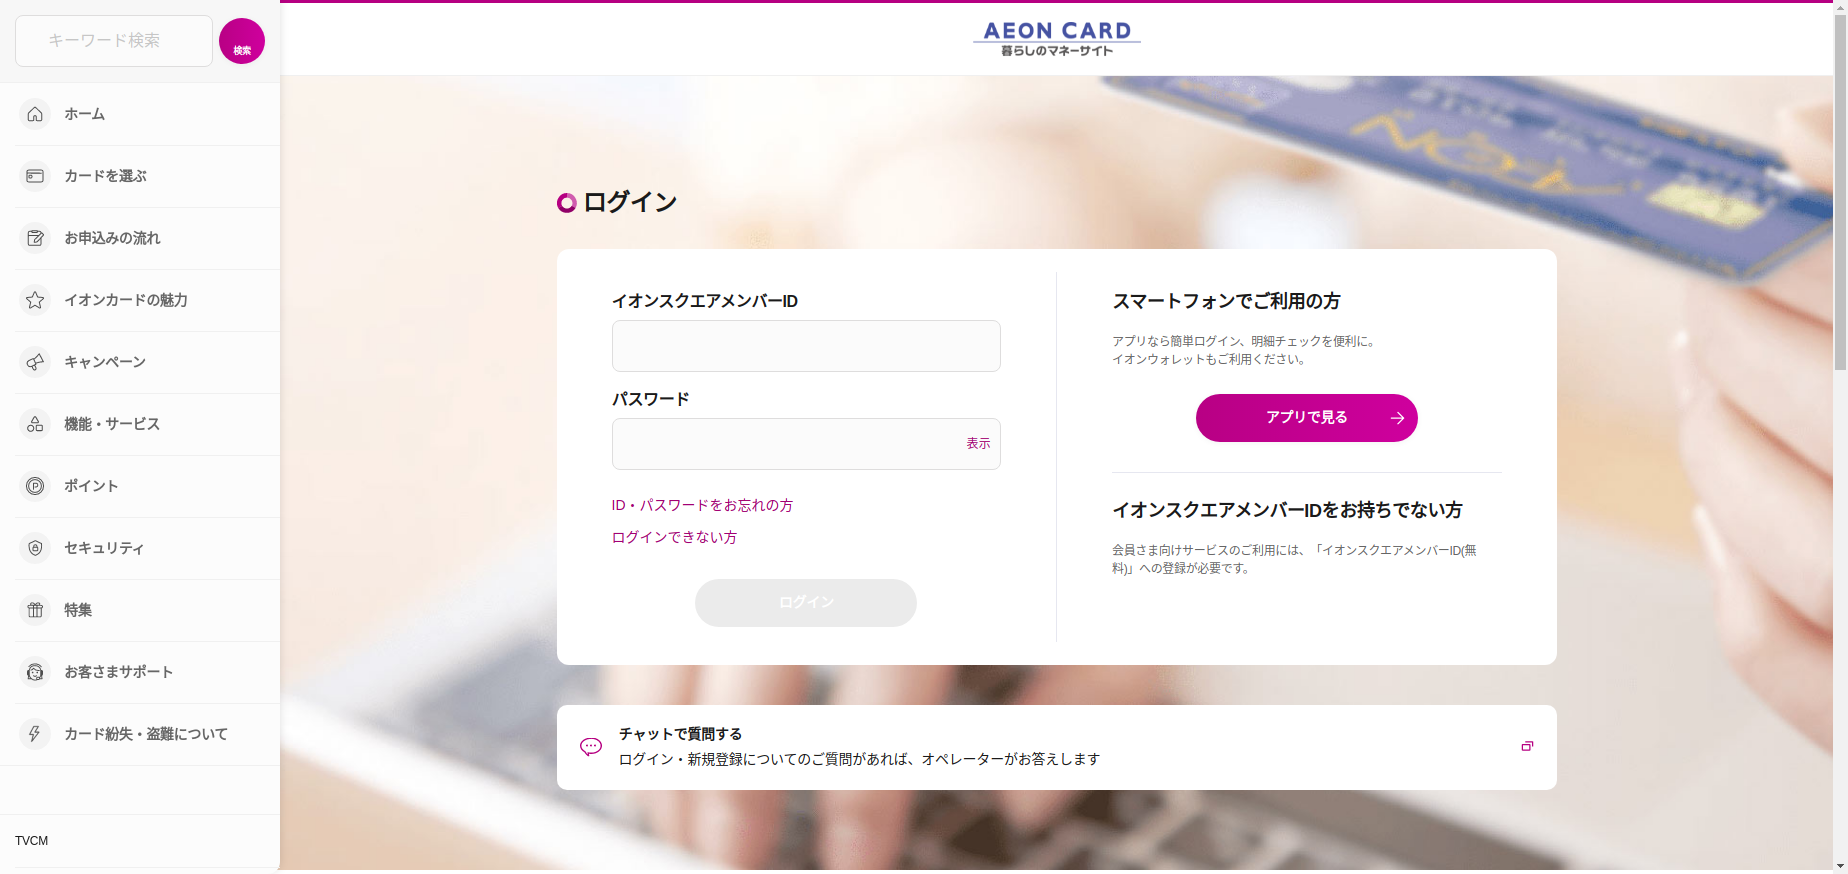 キーワード検索
検索
ホーム
カードを選ぶ
お申込みの流れ
イオンカードの魅力
キャンペーン
機能・サービス
ポイント
セキュリティ
特集
お客さまサポート
カード紛失・盗難について
TVCM
AEON CARD
暮らしのマネーサイト
ログイン
イオンスクエアメンバーID
パスワード
表示
ID・パスワードをお忘れの方
ログインできない方
ログイン
スマートフォンでご利用の方
アプリなら簡単ログイン、明細チェックを便利に。
イオンウォレットもご利用ください。
アプリで見る
イオンスクエアメンバーIDをお持ちでない方
会員さま向けサービスのご利用には、「イオンスクエアメンバーID(無
料)」への登録が必要です。
チャットで質問する
ログイン・新規登録についてのご質問があれば、オペレーターがお答えします